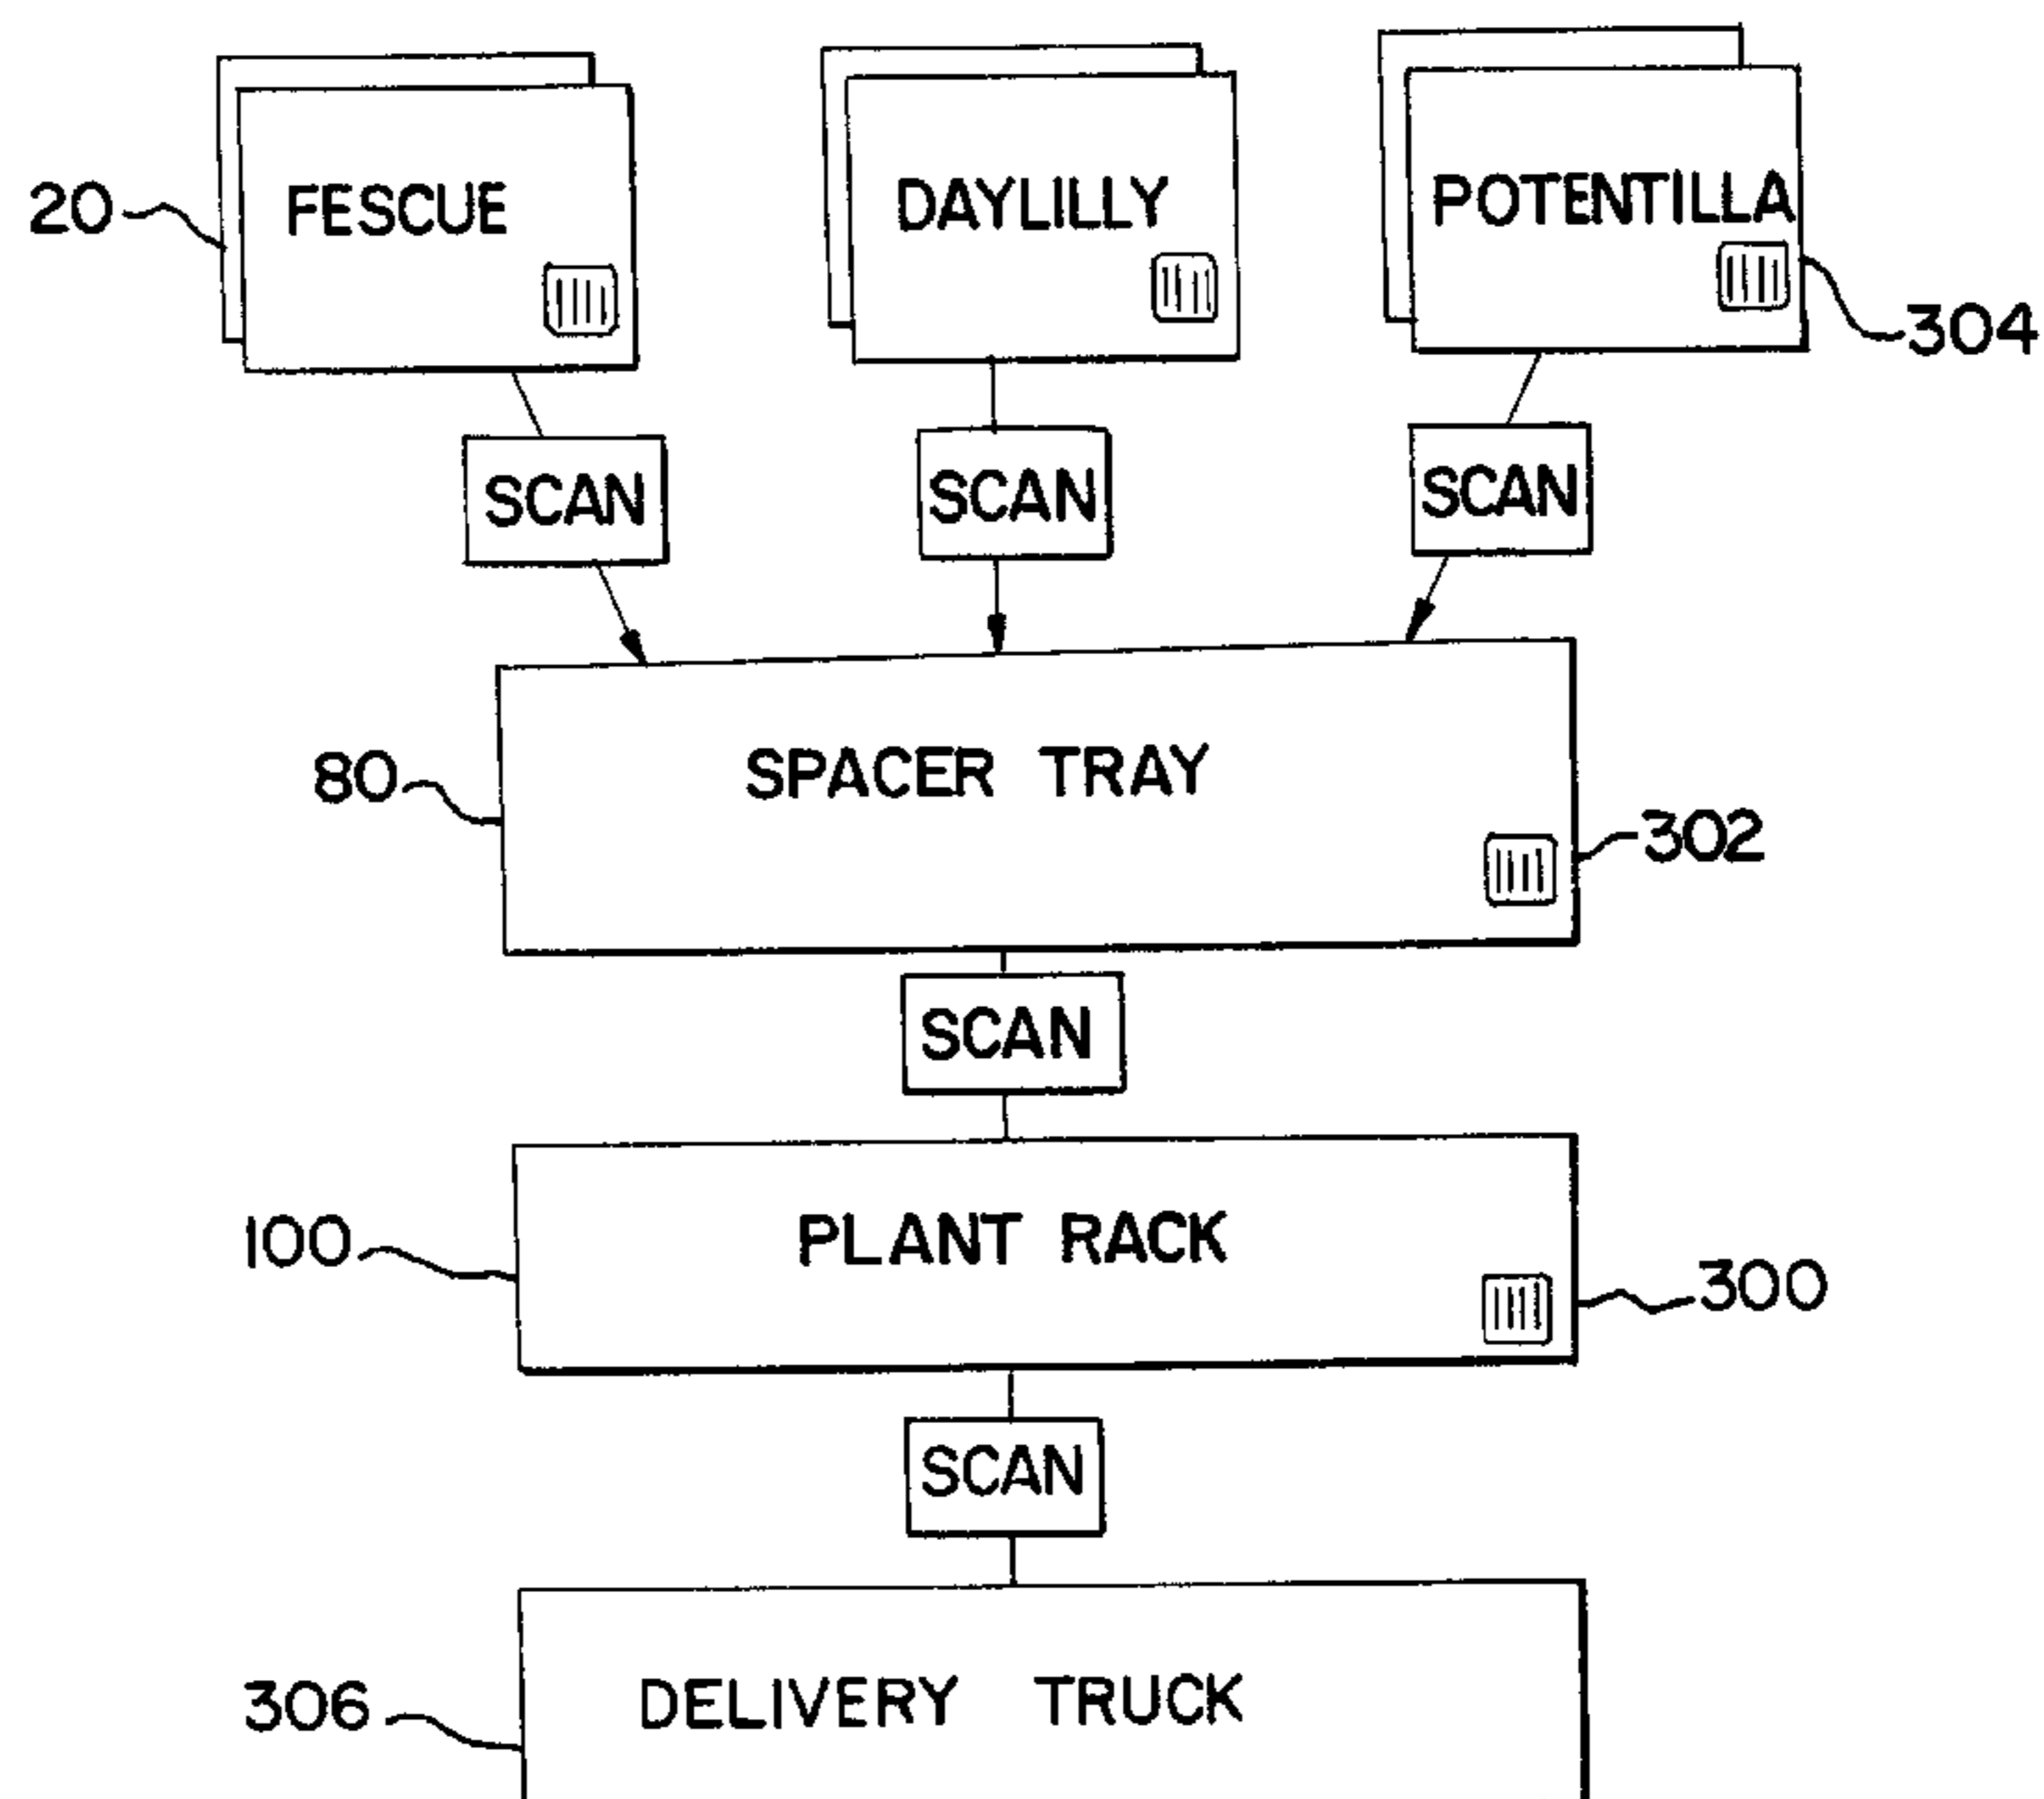 FESCUE
DAYLILLY
POTENTILLA
20
304
SCAN
SCAN
SCAN
SPACER TRAY
80
302
SCAN
PLANT RACK
100
300
SCAN
DELIVERY TRUCK
306